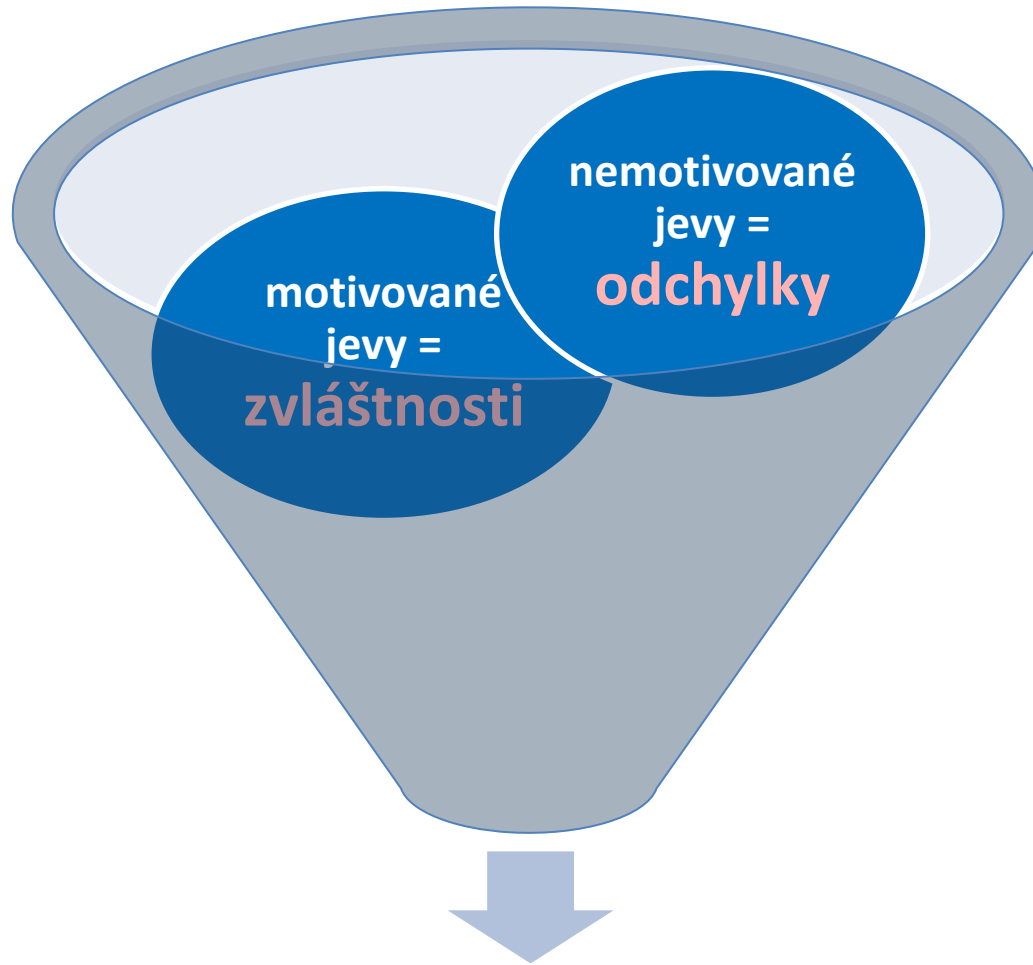 nemotivované
jevy =
odchylky
motivované
jevy =
zvláštnosti